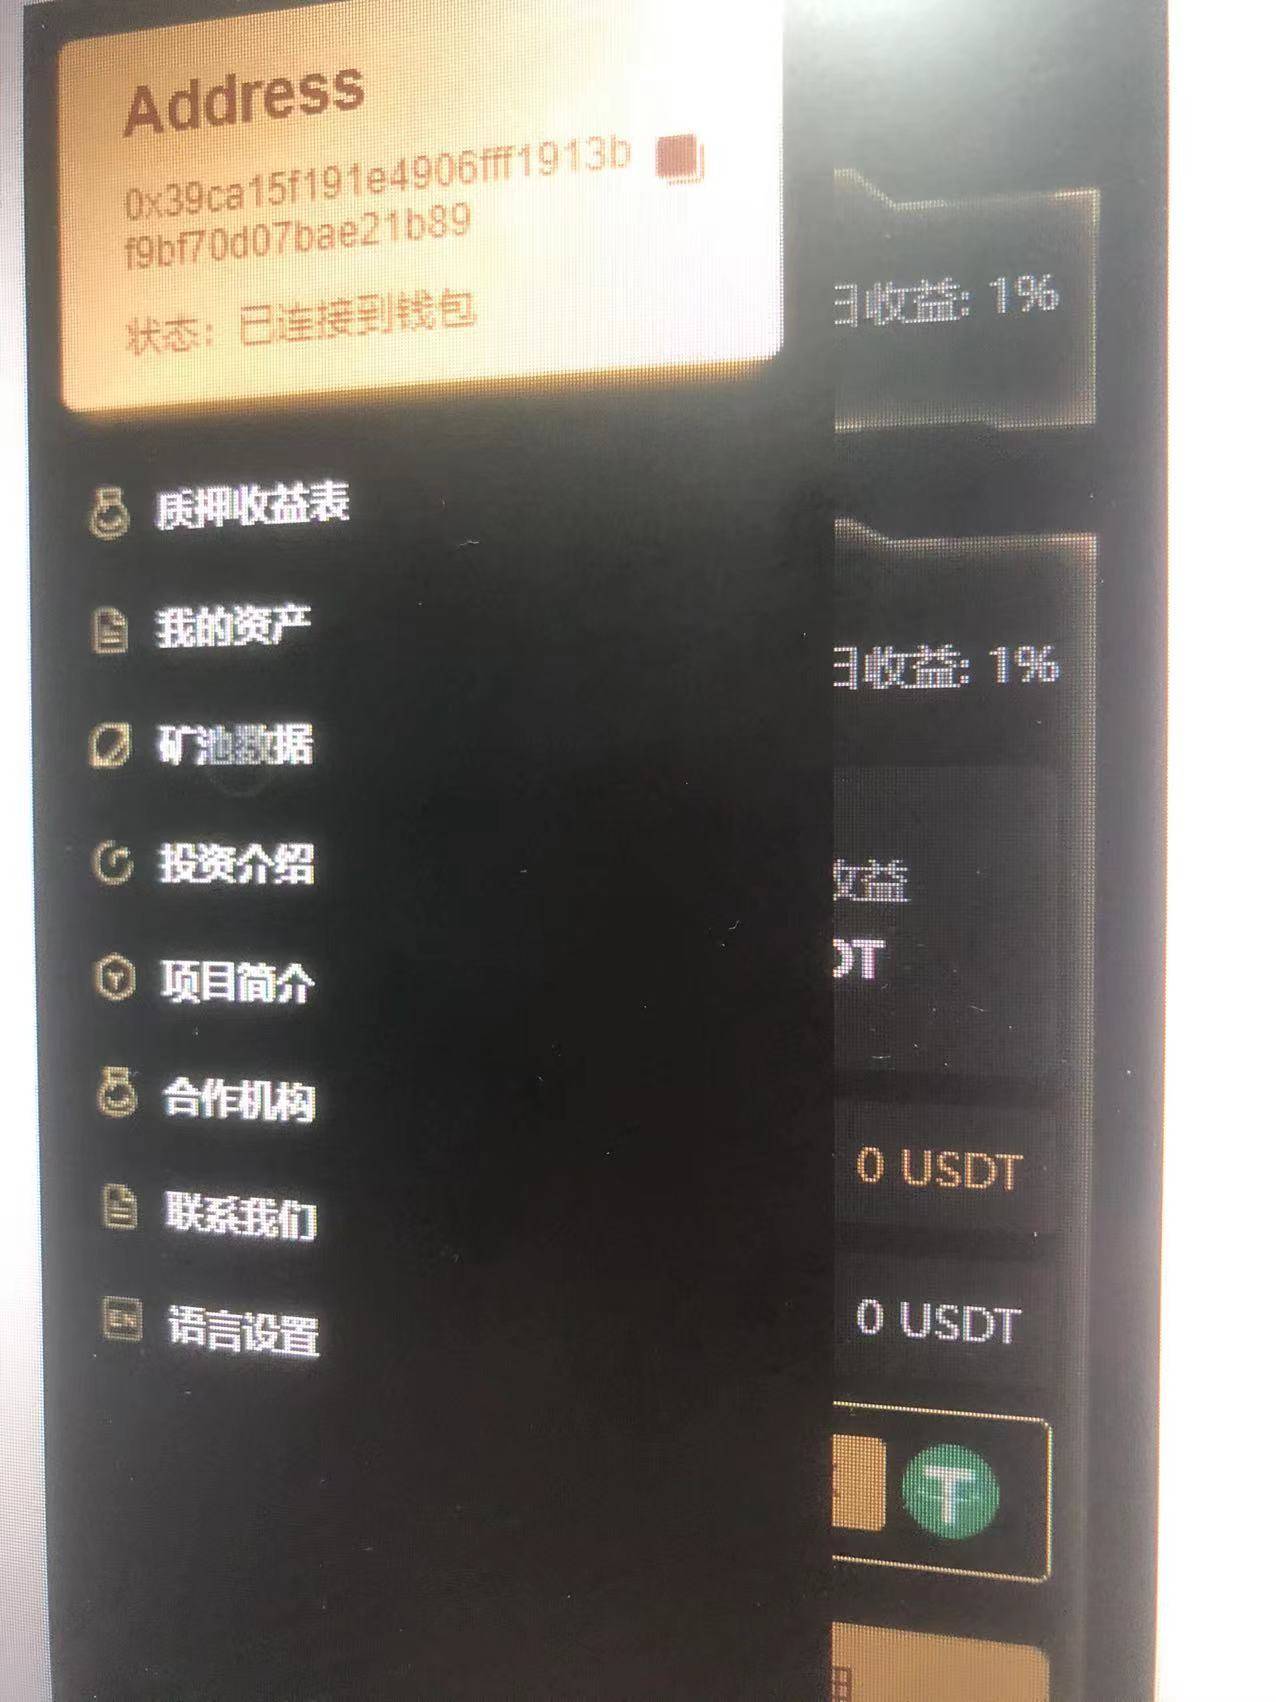 Address
0x39ca15f191e4906fff1913b
f9bf70d07bae21b89
状态：已连接到钱包
质押收益表
我的资产
矿池数据
投资介绍
项目简介
合作机构
联系我们
EN 语言设置
日收益: 1%
日收益: 1%
收益
DT
0 USDT
0 USDT
T